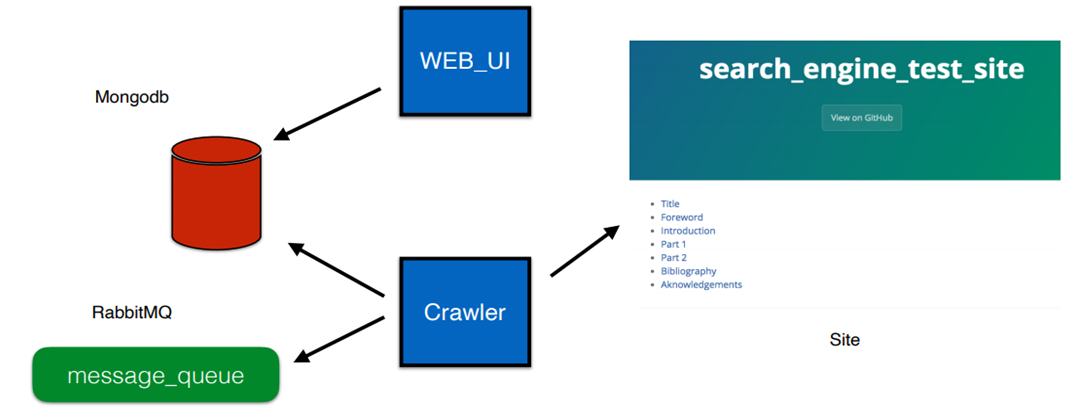 WEB_UI
Mongodb
search_engine_test_site
View on GitHub
Title
Foreword
Introduction
Part 1
Part 2
Bibliography
Aknowledgements
RabbitMQ
Crawler
Site
message_queue